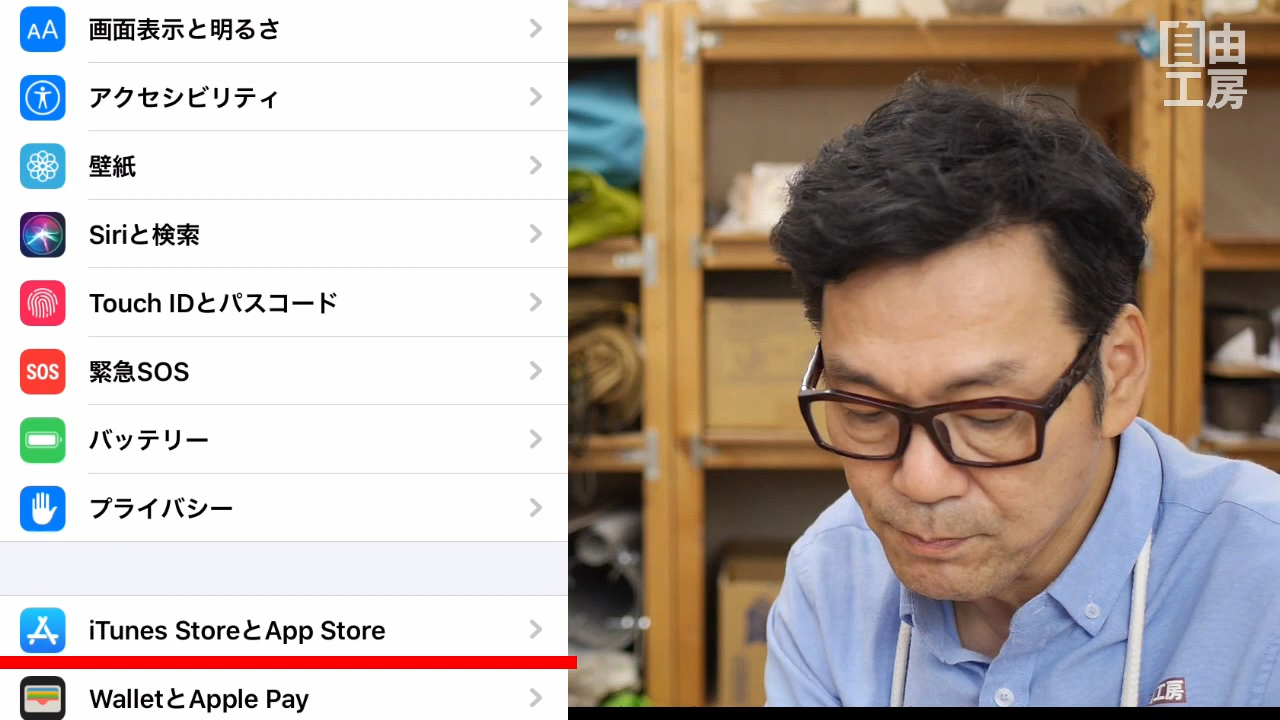 AA
画面表示と明るさ
アクセシビリティ
壁紙
Siriと検索
Touch IDとパスコード
SOS
緊急SOS
バッテリー
プライバシー
iTunes StoreとApp Store
WalletとApple Pay
自由
工房
工房